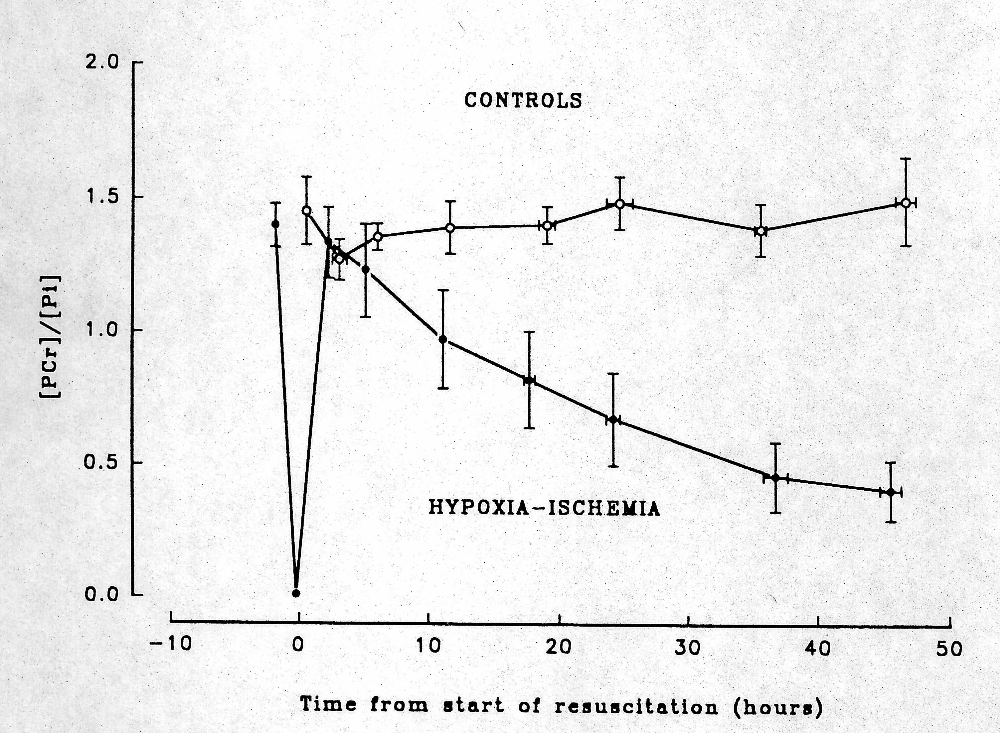 2.0
CONTROLS
1.5
1.0
[PCr]/[Pi]
0.5
HYPOXIA-ISCHEMIA
0.0
-10 0 10 20 30 40 50
Time from start of resuscitation (hours)